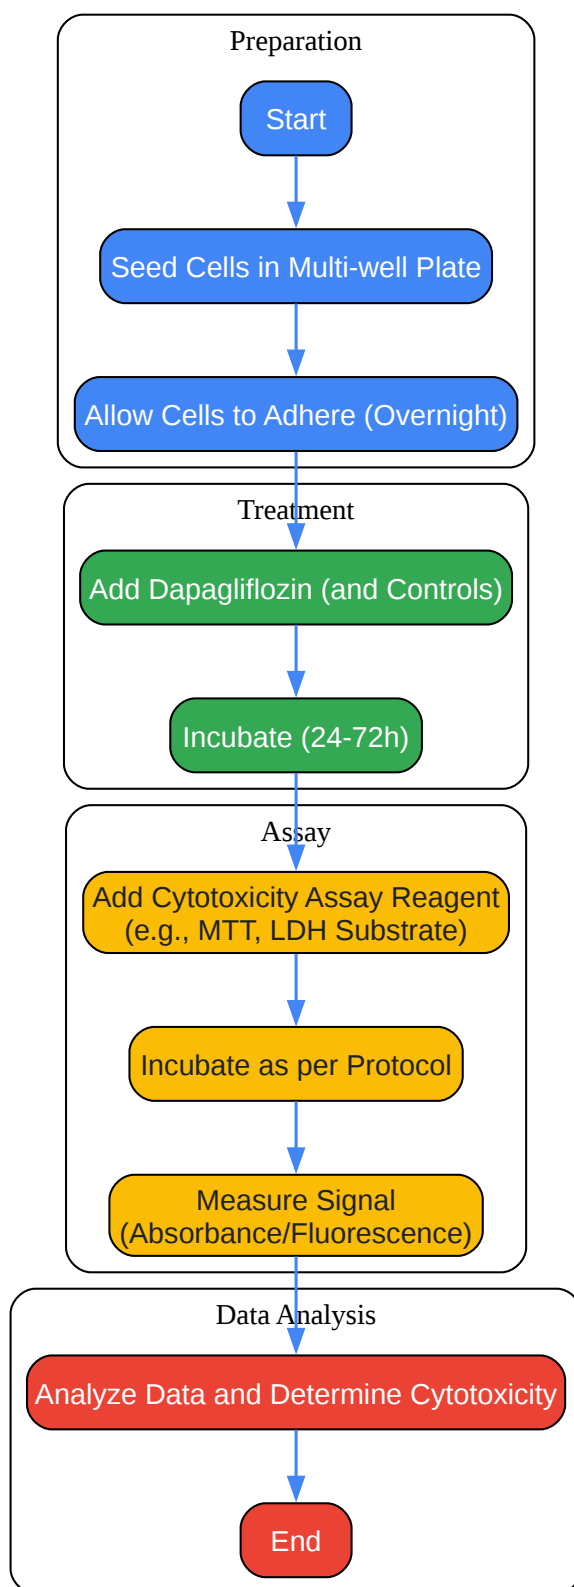 Preparation
Start
Seed Cells in Multi-well Plate
Allow Cells to Adhere (Overnight)
Treatment
Add Dapagliflozin (and Controls)
Incubate (24-72h)
Assay
Add Cytotoxicity Assay Reagent
(e.g., MTT, LDH Substrate)
Incubate as per Protocol
Measure Signal
(Absorbance/Fluorescence)
Data Analysis
Analyze Data and Determine Cytotoxicity
End